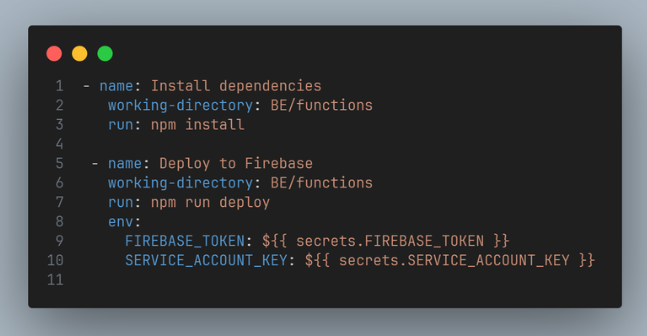 1 - name: Install dependencies
2   working-directory: BE/functions
3   run: npm install
4
5  - name: Deploy to Firebase
6   working-directory: BE/functions
7   run: npm run deploy
8   env:
9     FIREBASE_TOKEN: ${{ secrets.FIREBASE_TOKEN }}
10     SERVICE_ACCOUNT_KEY: ${{ secrets.SERVICE_ACCOUNT_KEY }}
11